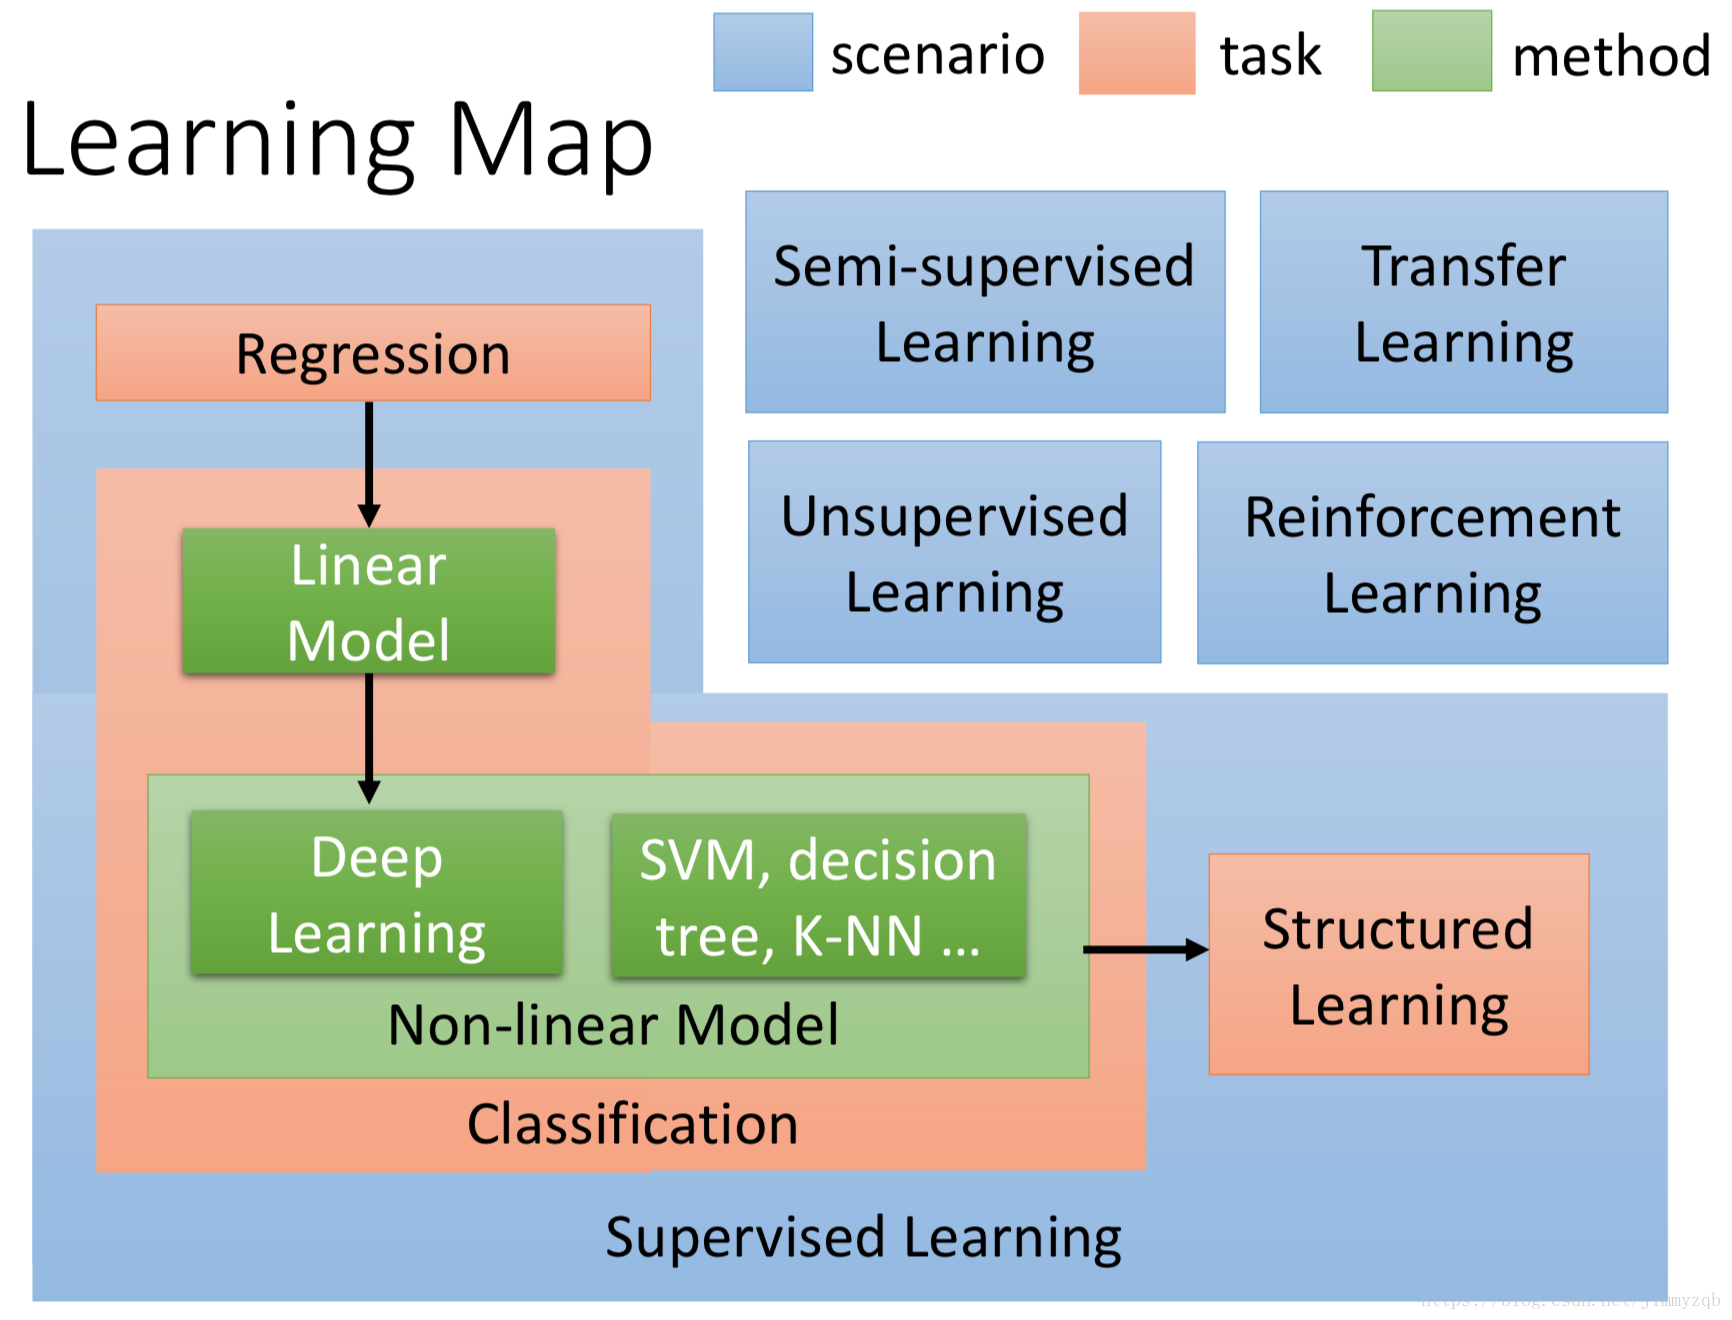 scenario
task
method
Learning Map
Semi-supervised
Learning
Transfer
Learning
Regression
Unsupervised
Learning
Reinforcement
Learning
Linear
Model
Deep
Learning
SVM, decision
tree, K-NN ...
Structured
Learning
Non-linear Model
Classification
Supervised Learning
https://blog.csdn.net/jimmyzqb